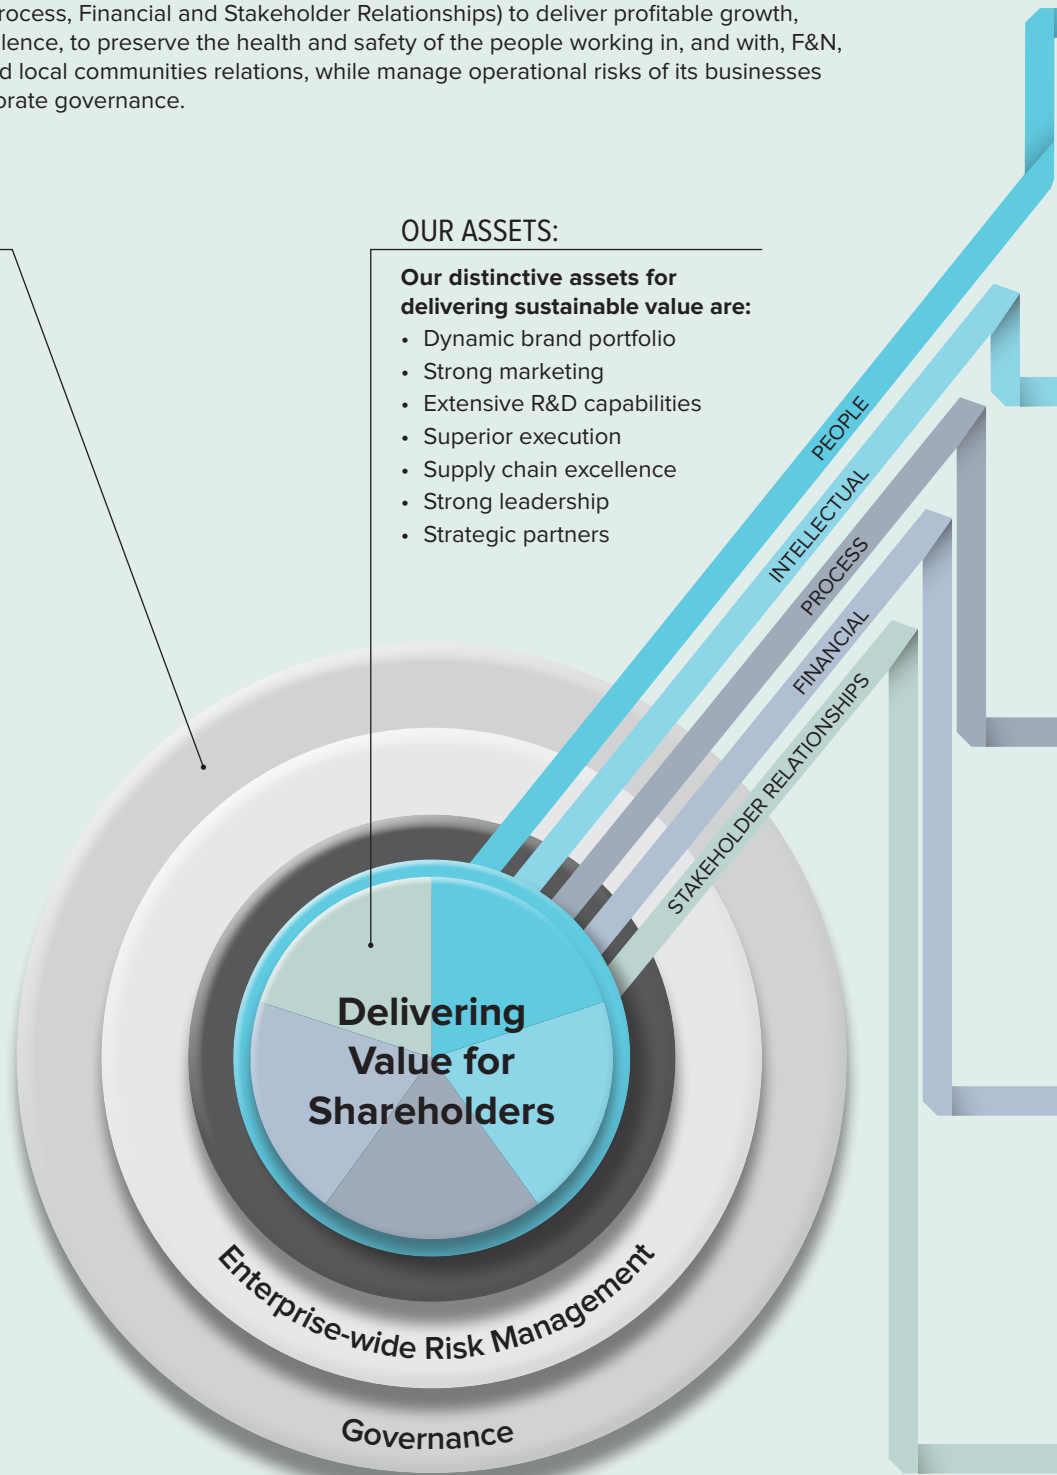 rocess, Financial and Stakeholder Relationships) to deliver profitable growth,
lence, to preserve the health and safety of the people working in, and with, F&N,
d local communities relations, while manage operational risks of its businesses
orate governance.
OUR ASSETS:
Our distinctive assets for
delivering sustainable value are:
• Dynamic brand portfolio
• Strong marketing
• Extensive R&D capabilities
• Superior execution
• Supply chain excellence
• Strong leadership
• Strategic partners
PEOPLE
INTELLECTUAL
PROCESS
FINANCIAL
STAKEHOLDER RELATIONSHIPS
Delivering
Value for
Shareholders
Enterprise-wide Risk Management
Governance